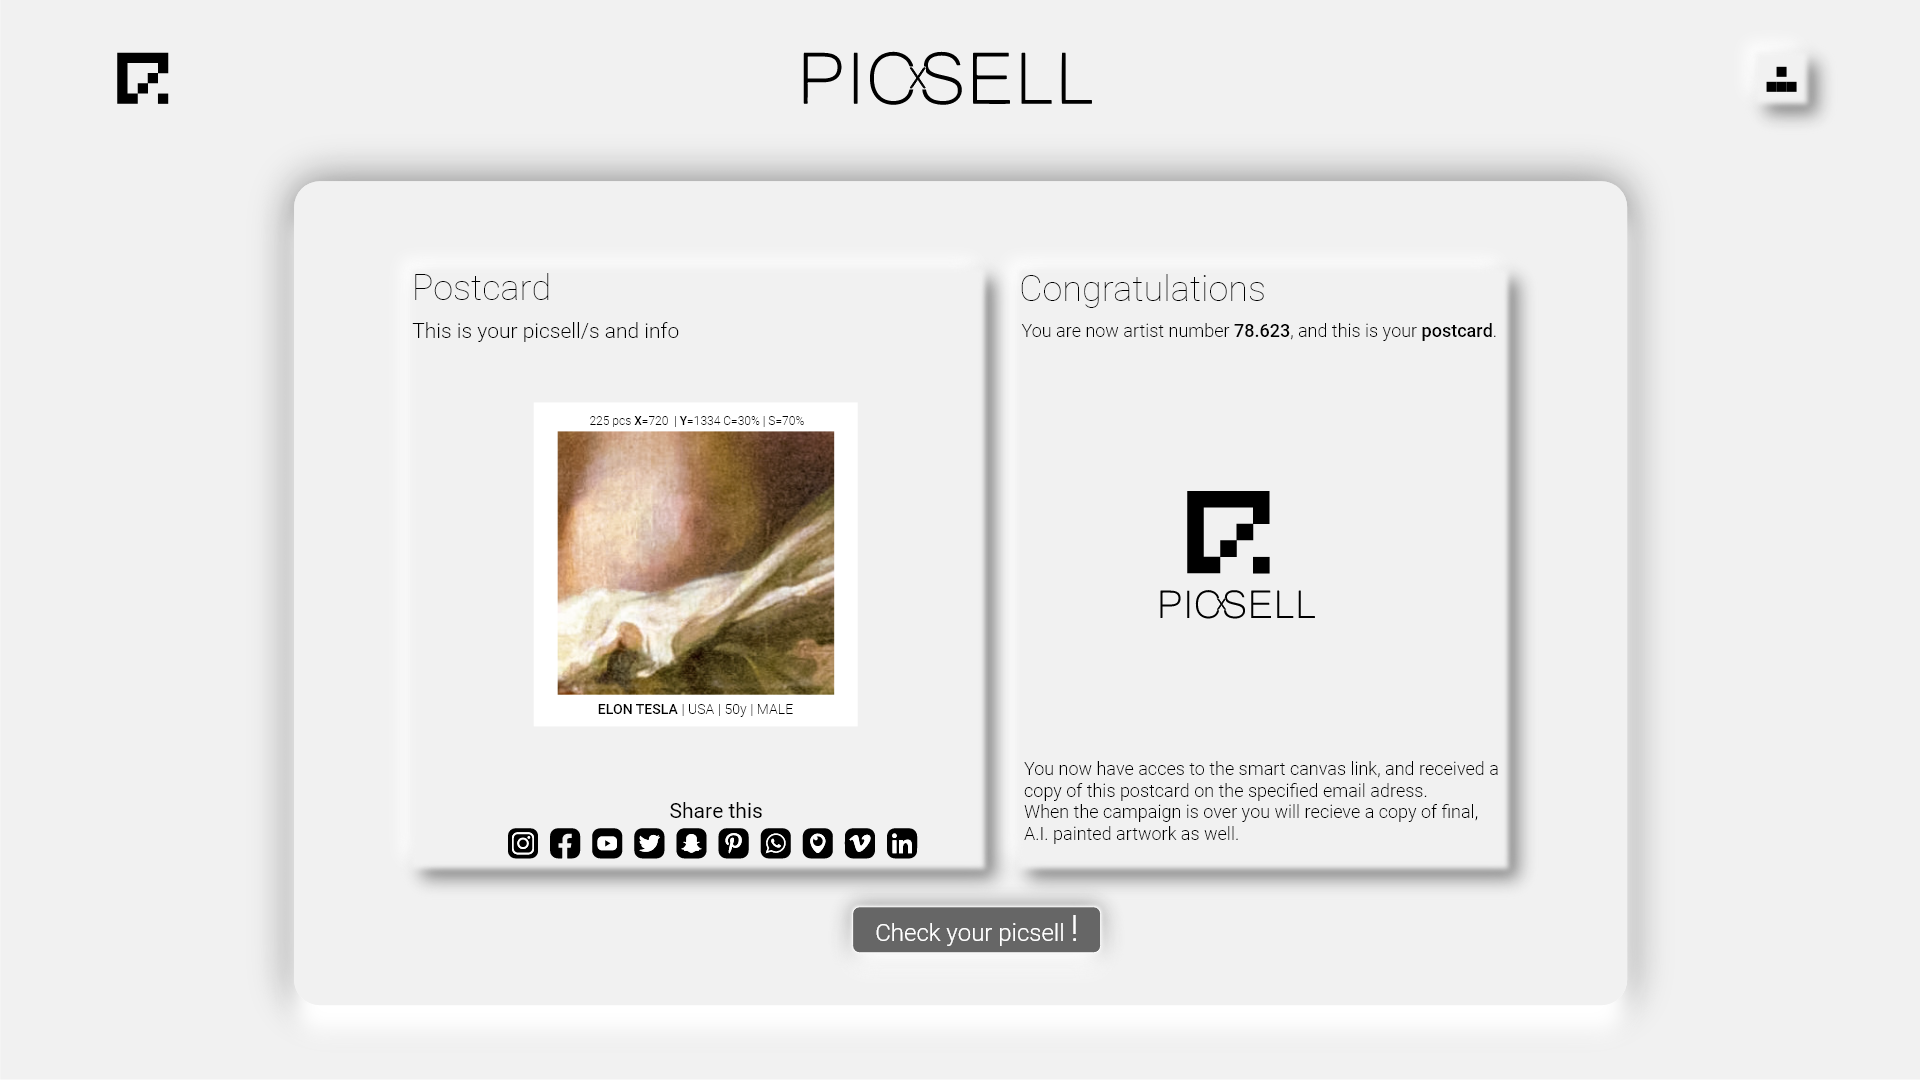 PICXSELL
Postcard
This is your picsell/s and info
225 pcs X=720 | Y=1334 C=30% | S=70%
ELON TESLA | USA | 50y | MALE
Share this
Congratulations
You are now artist number 78.623, and this is your postcard.
PICXSELL
You now have acces to the smart canvas link, and received a
copy of this postcard on the specified email adress.
When the campaign is over you will recieve a copy of final,
A.I. painted artwork as well.
Check your picsell !